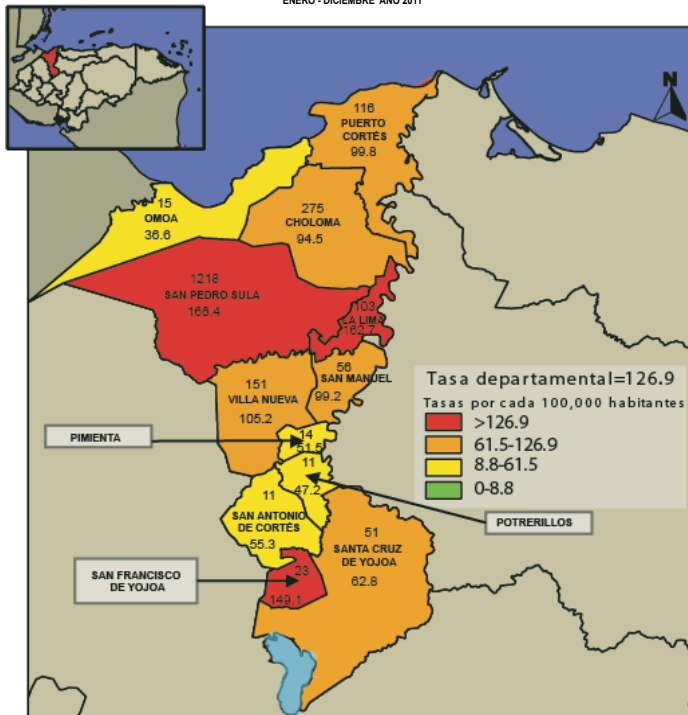 ENERO - DICIEMBRE AÑO 2011
N
116
PUERTO
CORTÉS
99.8
15
OMOA
36.6
275
CHOLOMA
94.5
1218
SAN PEDRO SULA
166.4
103
LA LIMA
162.7
56
SAN MANUEL
99.2
151
VILLA NUEVA
105.2
Tasa departamental=126.9
Tasas por cada 100,000 habitantes
>126.9
61.5-126.9
8.8-61.5
0-8.8
PIMIENTA
14
51.5
11
47.2
POTRERILLOS
11
SAN ANTONIO
DE CORTÉS
55.3
51
SANTA CRUZ
DE YOJOA
62.8
SAN FRANCISCO
DE YOJOA
23
149.1